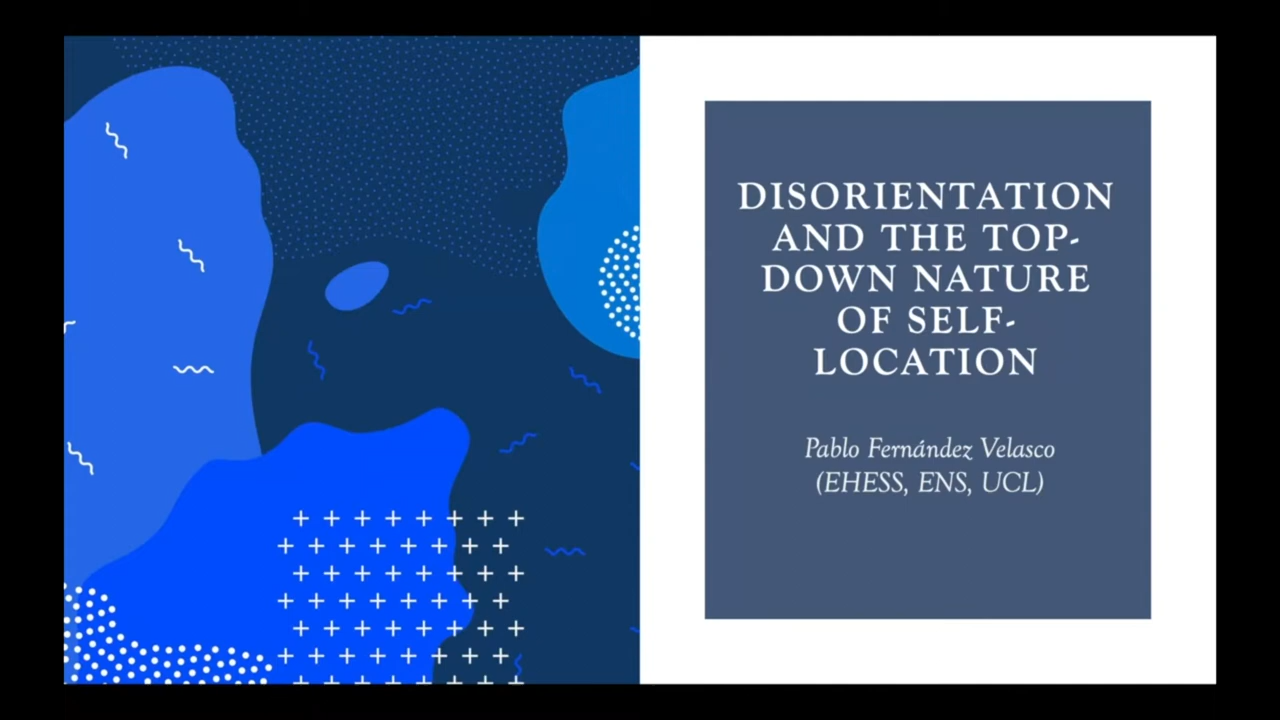 DISORIENTATION
AND THE TOP-
DOWN NATURE
OF SELF-
LOCATION
Pablo Fernández Velasco
(EHESS, ENS, UCL)